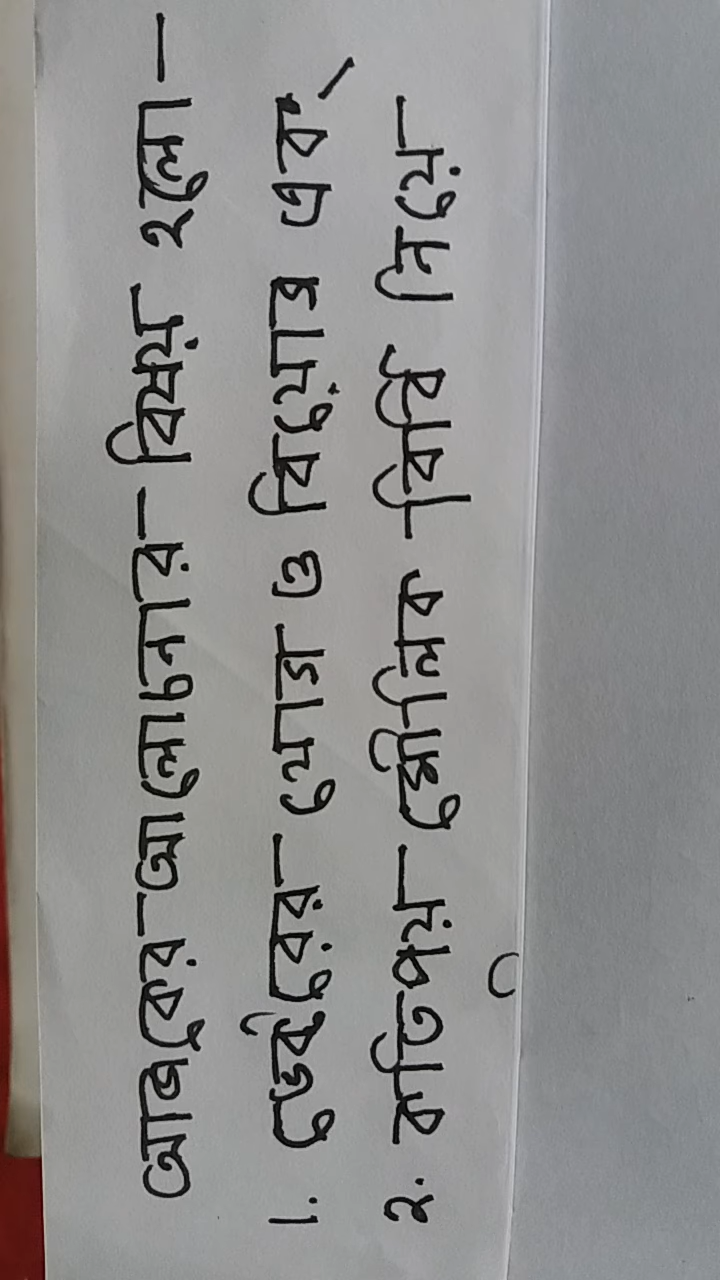 আজকের আলোচনার বিষয় হলো —
১. ভেক্টরের যোগ ও বিয়োগ এবং
২. কতিপয় মৌলিক বিধি নিয়ে